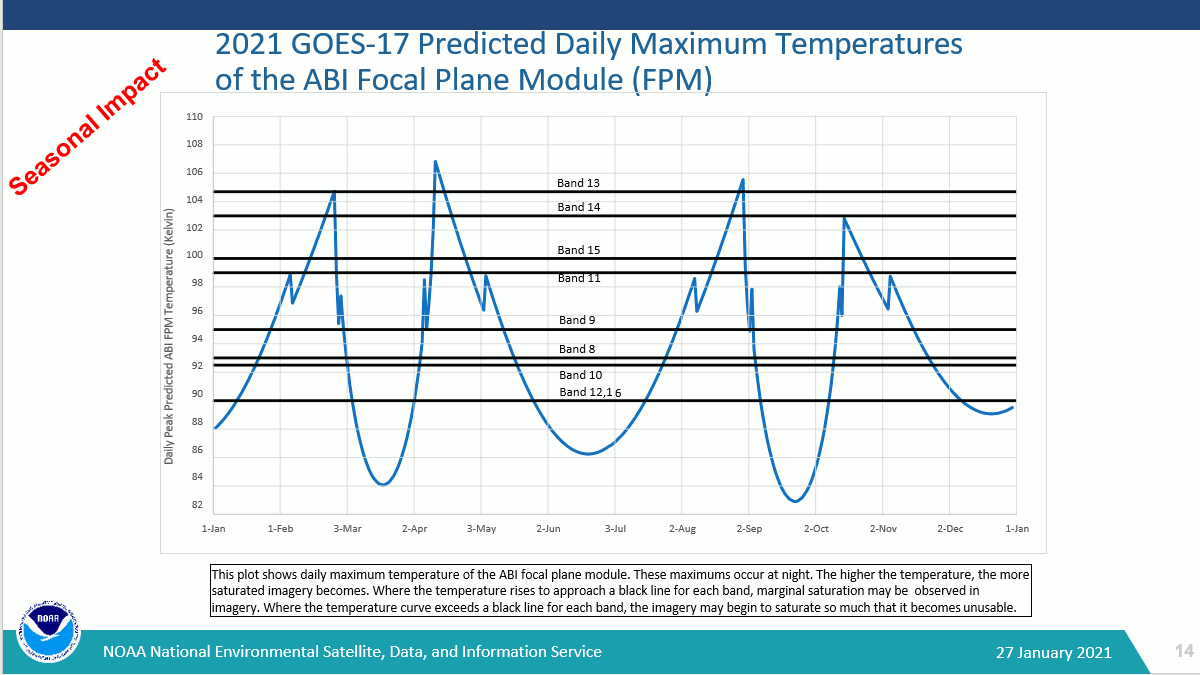 2021 GOES-17 Predicted Daily Maximum Temperatures
of the ABI Focal Plane Module (FPM)
Seasonal Impact
Daily Peak Predicted ABI FPM Temperature (Kelvin)
110
108
106
104
102
100
98
96
94
92
90
88
86
84
82
Band 13
Band 14
Band 15
Band 11
Band 9
Band 8
Band 10
Band 12,16
1-Jan 1-Feb 3-Mar 2-Apr 3-May 2-Jun 3-Jul 2-Aug 2-Sep 2-Oct 2-Nov 2-Dec 1-Jan
This plot shows daily maximum temperature of the ABI focal plane module. These maximums occur at night. The higher the temperature, the more
saturated imagery becomes. Where the temperature rises to approach a black line for each band, marginal saturation may be observed in
imagery. Where the temperature curve exceeds a black line for each band, the imagery may begin to saturate so much that it becomes unusable.
NOAA
NOAA National Environmental Satellite, Data, and Information Service
27 January 2021
14